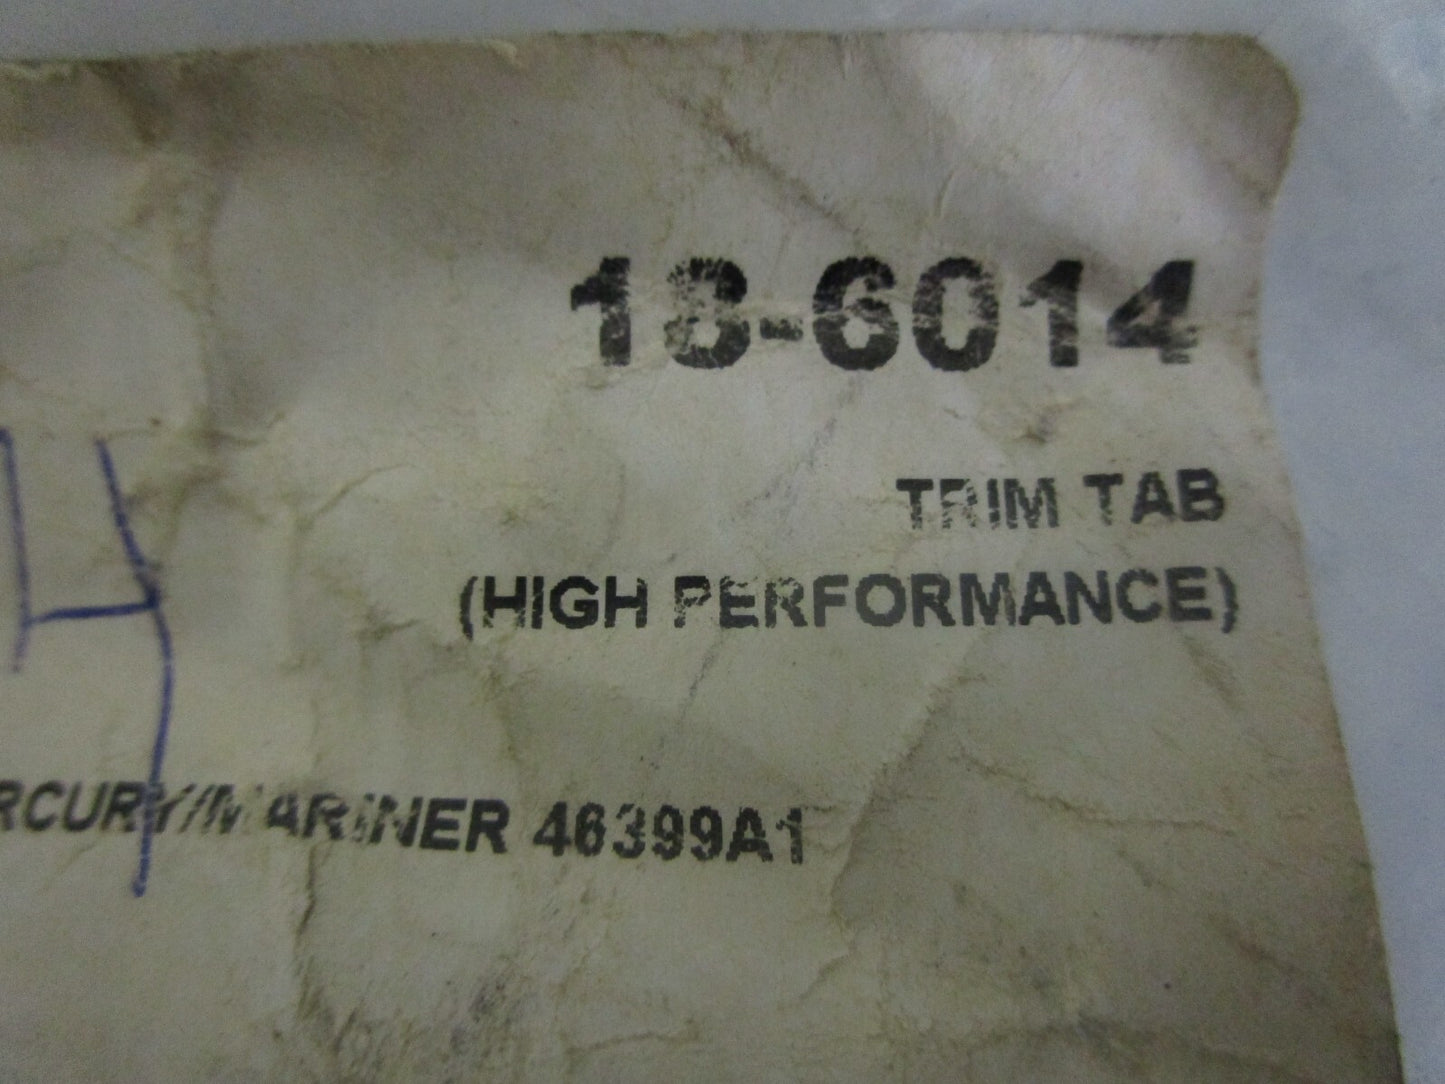 18-6014
TRIM TAB
(HIGH PERFORMANCE)
H
RCURY/MARINER 46399A1